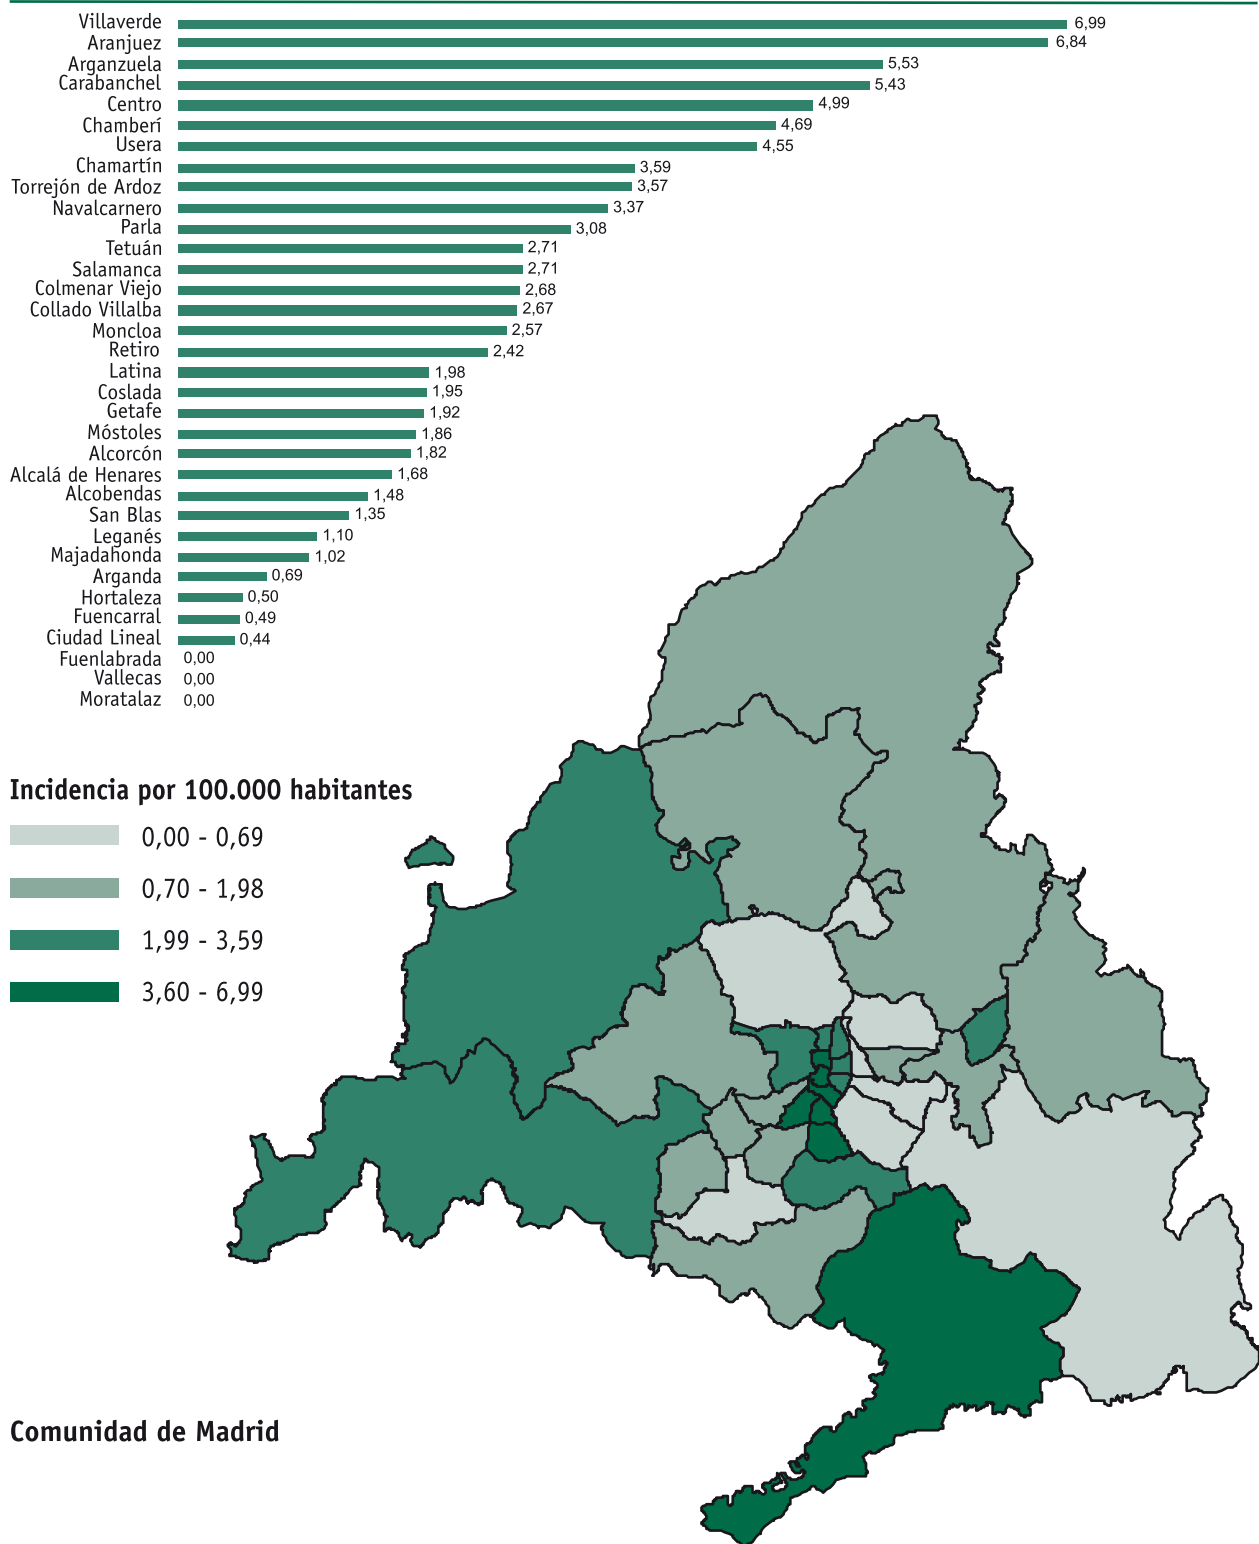 Villaverde 6,99
Aranjuez 6,84
Arganzuela 5,53
Carabanchel 5,43
Centro 4,99
Chamberí 4,69
Usera 4,55
Chamartín 3,59
Torrejón de Ardoz 3,57
Navalcarnero 3,37
Parla 3,08
Tetuán 2,71
Salamanca 2,71
Colmenar Viejo 2,68
Collado Villalba 2,67
Moncloa 2,57
Retiro 2,42
Latina 1,98
Coslada 1,95
Getafe 1,92
Móstoles 1,86
Alcorcón 1,82
Alcalá de Henares 1,68
Alcobendas 1,48
San Blas 1,35
Leganés 1,10
Majadahonda 1,02
Arganda 0,69
Hortaleza 0,50
Fuencarral 0,49
Ciudad Lineal 0,44
Fuenlabrada 0,00
Vallecas 0,00
Moratalaz 0,00
Incidencia por 100.000 habitantes
0,00 - 0,69
0,70 - 1,98
1,99 - 3,59
3,60 - 6,99
Comunidad de Madrid